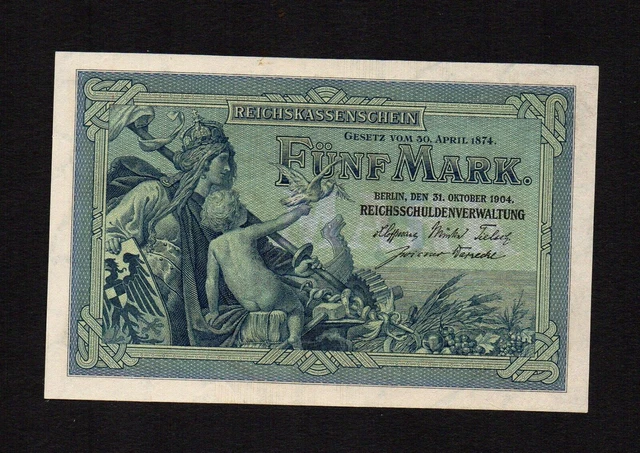 REICHSKASSENSCHEIN
GESETZ VOM 30. APRIL 1874.
FÜNF MARK.
BERLIN, DEN 31. OKTOBER 1904.
REICHSSCHULDENVERWALTUNG